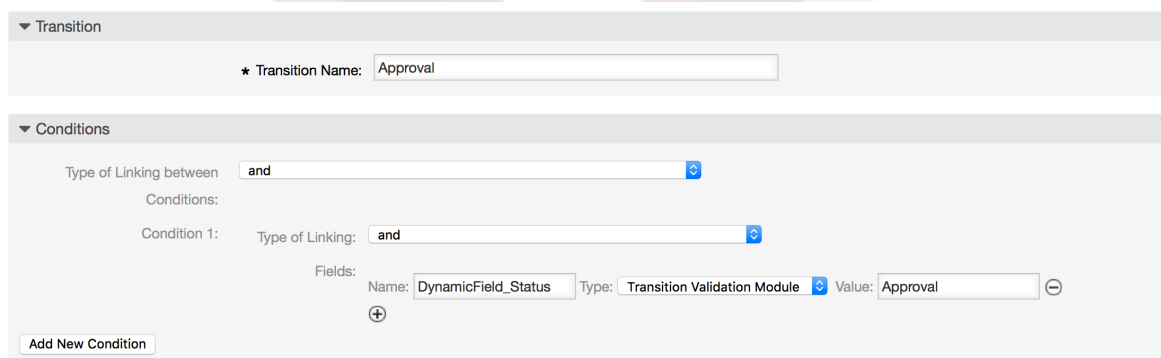 Transition
* Transition Name: Approval
Conditions
Type of Linking between Conditions: and
Condition 1: Type of Linking: and
Fields:
Name: DynamicField_Status Type: Transition Validation Module Value: Approval
Add New Condition